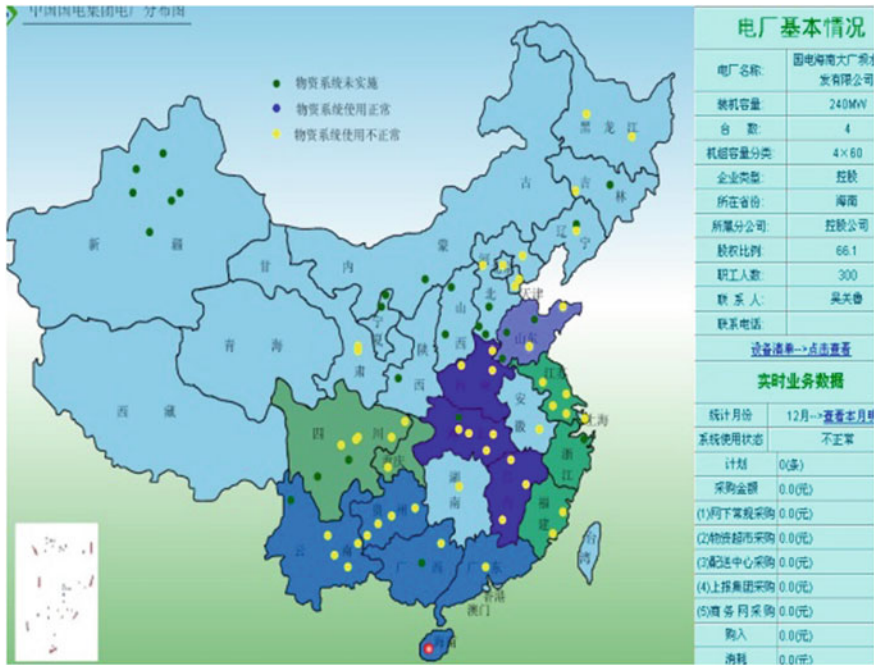 中国国电集团电厂分布图
物资系统未实施
物资系统使用正常
物资系统使用不正常
黑龙江
吉林
辽宁
内蒙古
新疆
甘肃
宁夏
青海
西藏
陕西
山西
河北
天津
山东
江苏
安徽
上海
浙江
四川
重庆
湖南
福建
台湾
贵州
云南
广西
广东
香港
澳门
海南
电厂基本情况
电厂名称:
国电海南大广坝水
发有限公司
装机容量: 240MW
台 数: 4
机组容量分类: 4×60
企业类型: 控股
所在省份: 海南
所属分公司: 控股公司
股权比例: 66.1
职工人数: 300
联系人:
联系电话:
设备清单-->点击查看
实时业务数据
统计月份 12月-->查看本月明
系统使用状态 不正常
计划 0(条)
采购金额 0.0(元)
(1)网下常规采购 0.0(元)
(2)物资超市采购 0.0(元)
(3)配送中心采购 0.0(元)
(4)上报集团采购 0.0(元)
(5)商务网采购 0.0(元)
购入 0.0(元)
消耗 0.0(元)